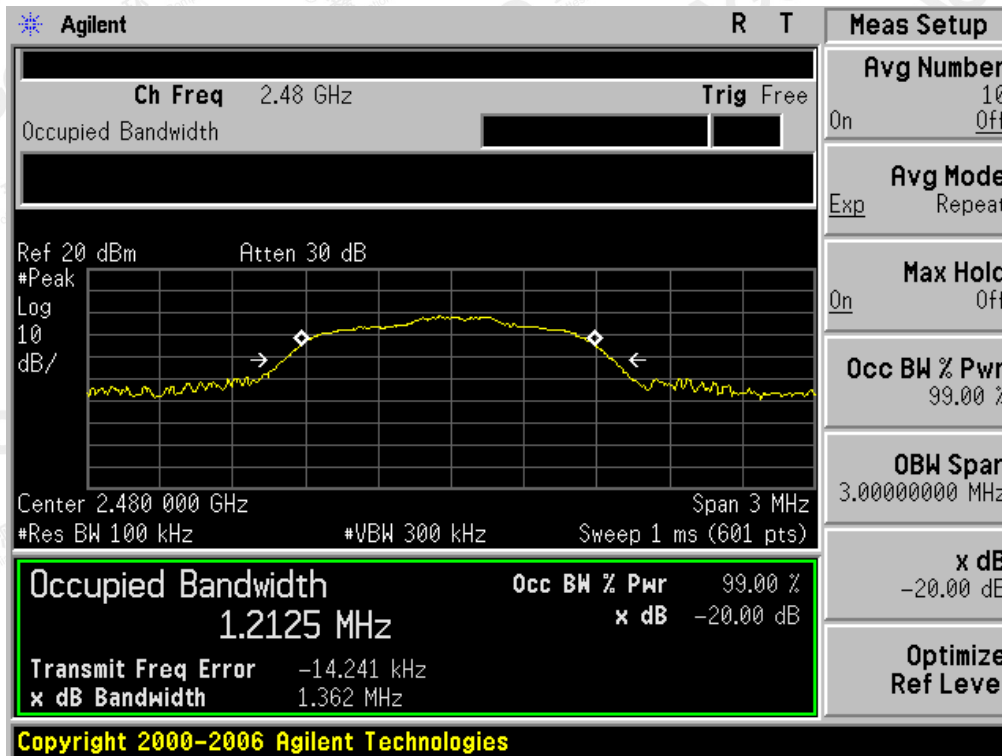 Agilent R T
Ch Freq 2.48 GHz Trig Free
Occupied Bandwidth
Ref 20 dBm Atten 30 dB
#Peak
Log
10
dB/
Center 2.480 000 GHz Span 3 MHz
#Res BW 100 kHz #VBW 300 kHz Sweep 1 ms (601 pts)
Occupied Bandwidth Occ BW % Pwr 99.00 %
1.2125 MHz x dB -20.00 dB
Transmit Freq Error -14.241 kHz
x dB Bandwidth 1.362 MHz
Copyright 2000-2006 Agilent Technologies
Meas Setup
Avg Number
10
On Off
Avg Mode
Exp Repeat
Max Hold
On Off
Occ BW % Pwr
99.00 %
OBW Span
3.00000000 MHz
x dB
-20.00 dB
Optimize
Ref Leve